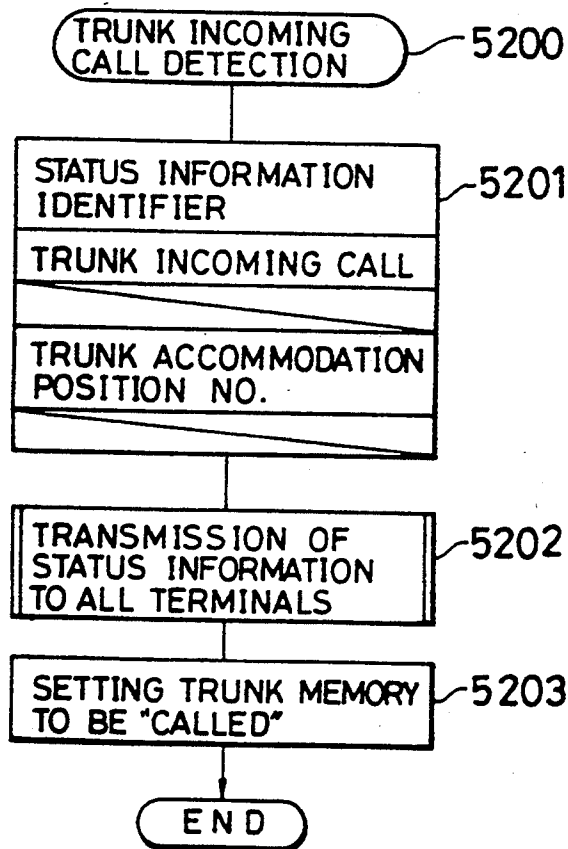 TRUNK INCOMING
CALL DETECTION
5200
STATUS INFORMATION
IDENTIFIER
5201
TRUNK INCOMING CALL
TRUNK ACCOMMODATION
POSITION NO.
TRANSMISSION OF
STATUS INFORMATION
TO ALL TERMINALS
5202
SETTING TRUNK MEMORY
TO BE "CALLED"
5203
END